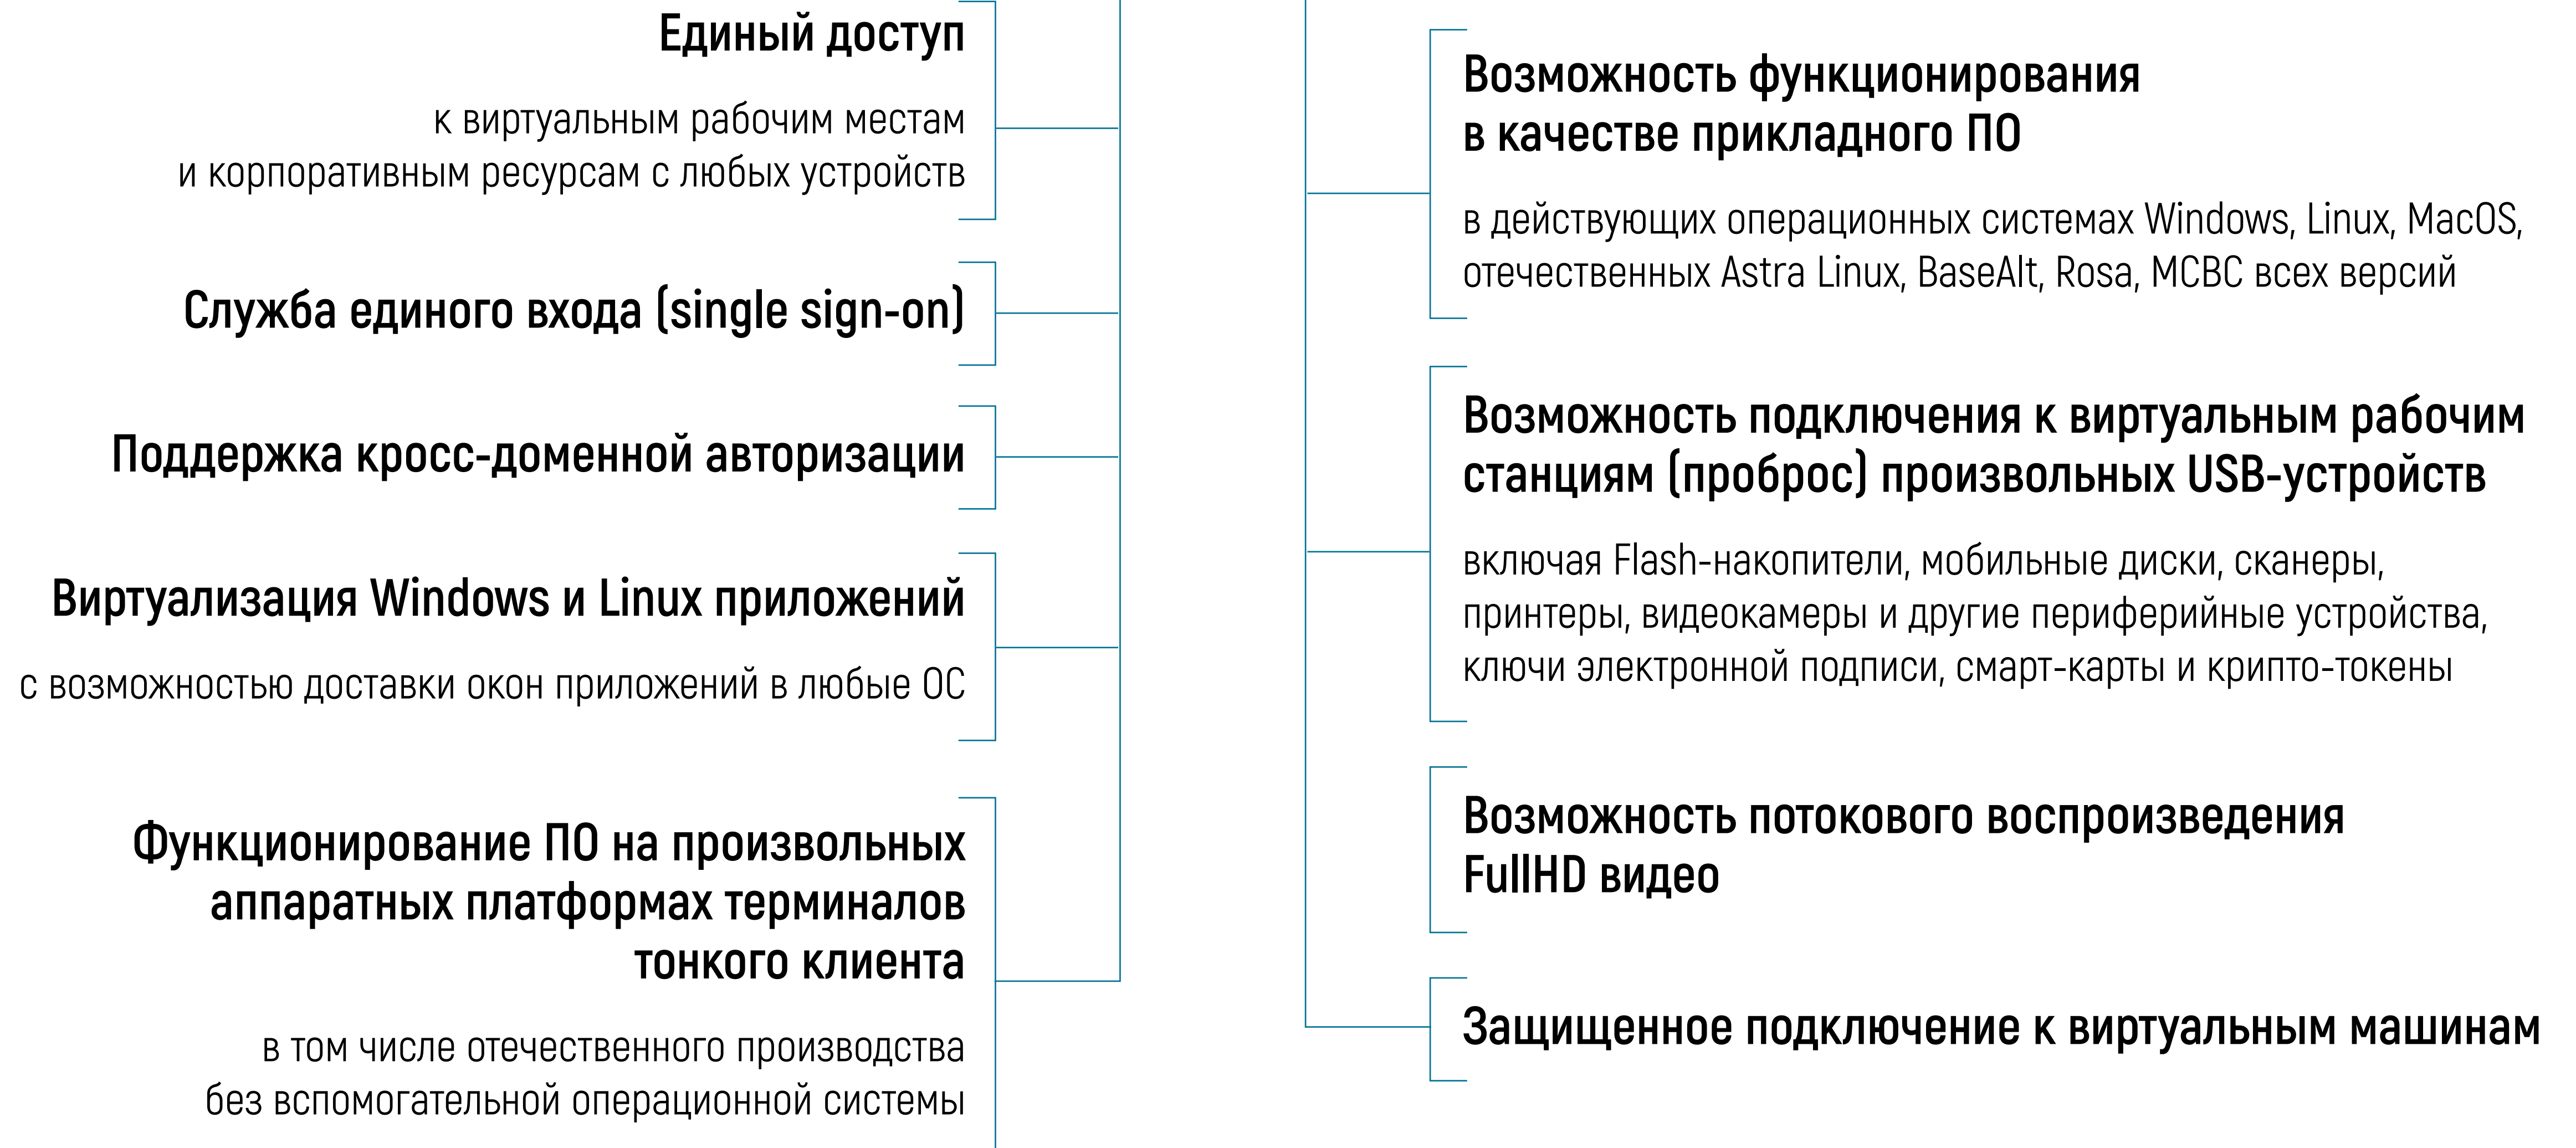 Единый доступ
к виртуальным рабочим местам
и корпоративным ресурсам с любых устройств
Служба единого входа (single sign-on)
Поддержка кросс-доменной авторизации
Виртуализация Windows и Linux приложений
с возможностью доставки окон приложений в любые ОС
Функционирование ПО на произвольных
аппаратных платформах терминалов
тонкого клиента
в том числе отечественного производства
без вспомогательной операционной системы
Возможность функционирования
в качестве прикладного ПО
в действующих операционных системах Windows, Linux, MacOS,
отечественных Astra Linux, BaseAlt, Rosa, МСВС всех версий
Возможность подключения к виртуальным рабочим
станциям (проброс) произвольных USB-устройств
включая Flash-накопители, мобильные диски, сканеры,
принтеры, видеокамеры и другие периферийные устройства,
ключи электронной подписи, смарт-карты и крипто-токены
Возможность потокового воспроизведения
FullHD видео
Защищенное подключение к виртуальным машинам